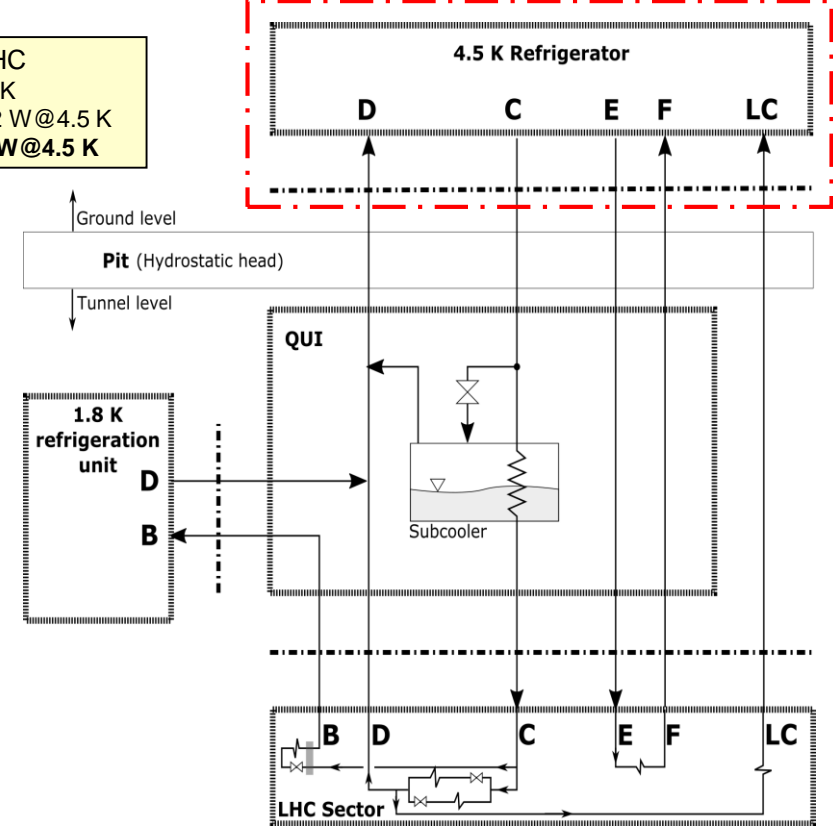 HC
K
2 W@4.5 K
W@4.5 K
4.5 K Refrigerator
D C E F LC
Ground level
Pit (Hydrostatic head)
Tunnel level
QUI
1.8 K
refrigeration
unit
D
B
Subcooler
B D C E F LC
LHC Sector